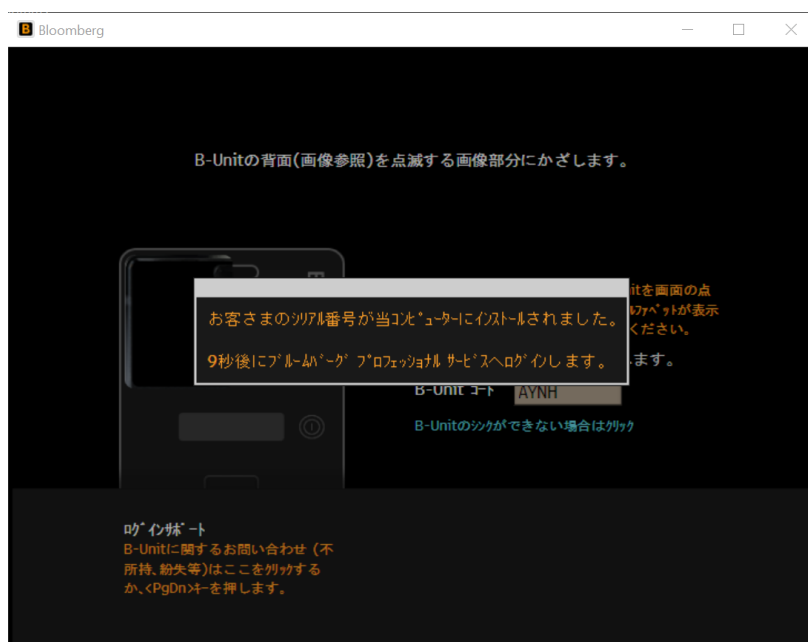 Bloomberg
B-Unitの背面(画像参照)を点滅する画像部分にかざします。
itを画面の点
ﾙﾌｧﾍﾞｯﾄが表示
ください。
お客さまのｼﾘｱﾙ番号が当ｺﾝﾋﾟｭｰﾀｰにｲﾝｽﾄｰﾙされました。
9秒後にﾌﾞﾙｰﾑﾊﾞｰｸﾞ ﾌﾟﾛﾌｪｯｼｮﾅﾙ ｻｰﾋﾞｽへﾛｸﾞｲﾝします。
ます。
B-Unit ｺｰﾄﾞ AYNH
B-Unitのｼﾝｸができない場合はｸﾘｯｸ
ﾛｸﾞｲﾝｻﾎﾟｰﾄ
B-Unitに関するお問い合わせ (不
所持、紛失等)はここをｸﾘｯｸする
か、<PgDn>ｷｰを押します。